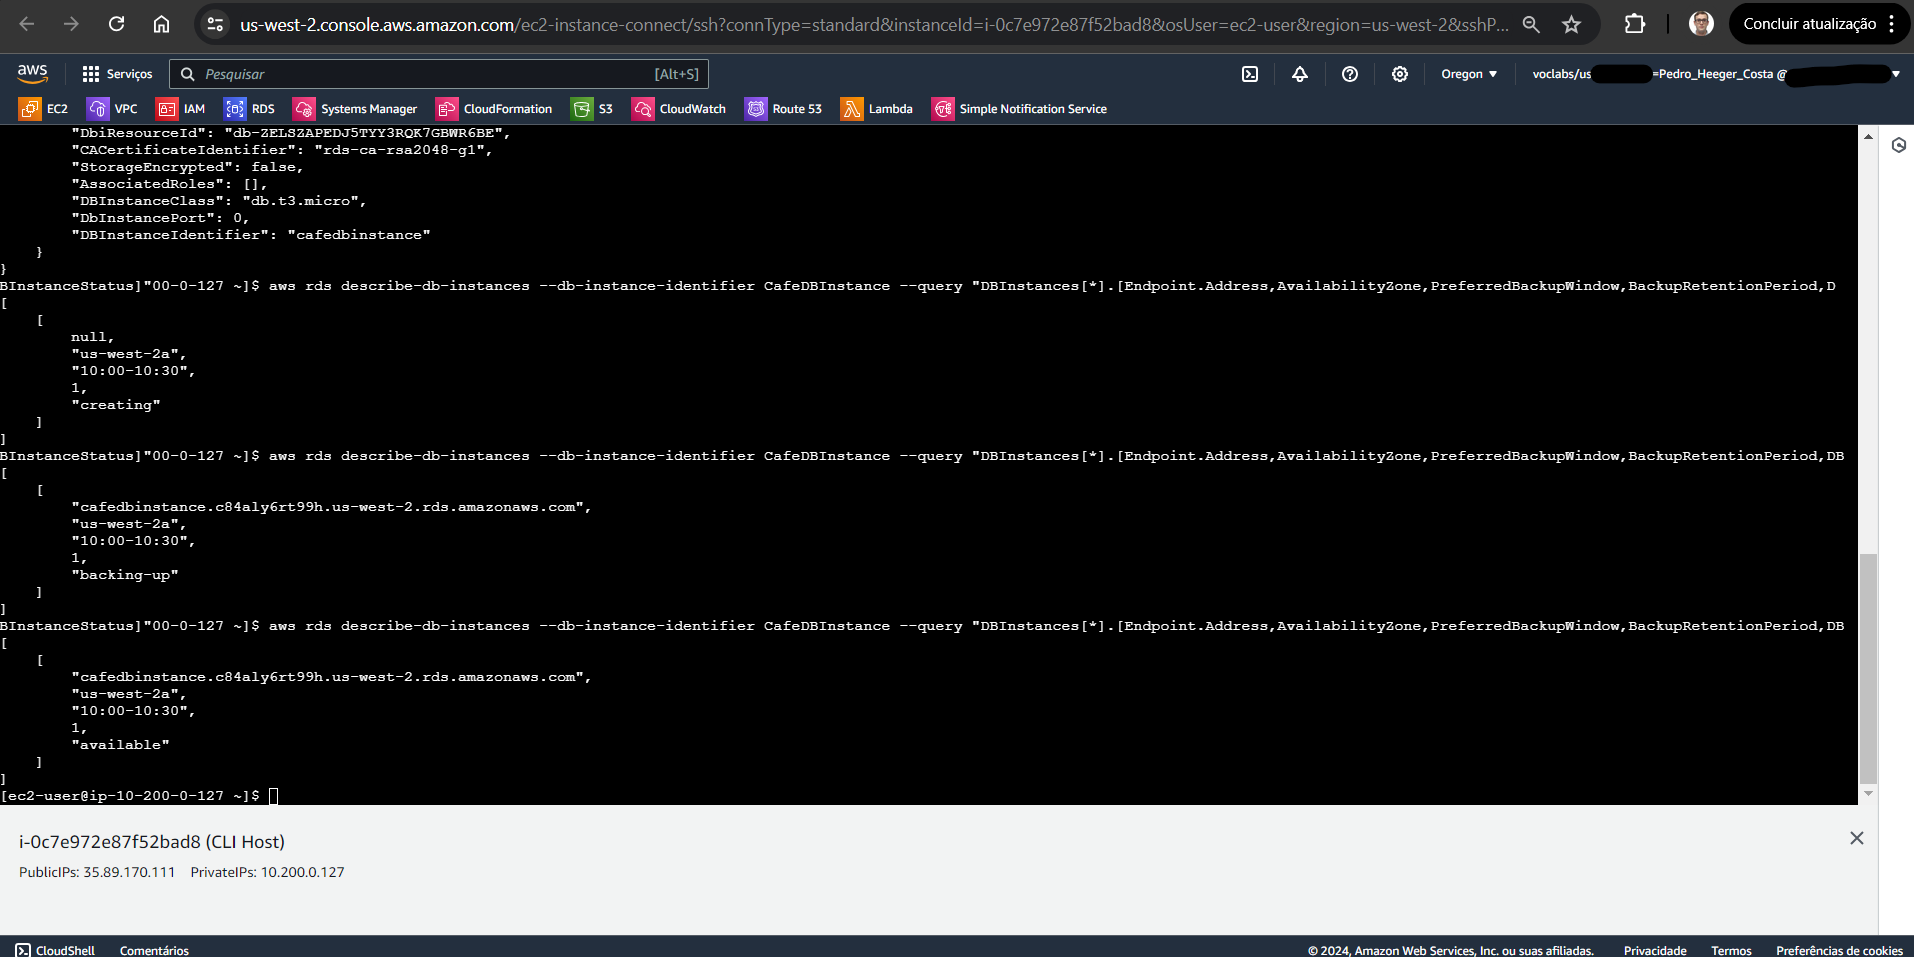 us-west-2.console.aws.amazon.com/ec2-instance-connect/ssh?connType=standard&instanceId=i-0c7e972e87f52bad8&osUser=ec2-user&region=us-west-2&sshP...
Concluir atualização
aws
Serviços
Pesquisar
[Alt+S]
Oregon
voclabs/us
=Pedro_Heeger_Costa @
EC2
VPC
IAM
RDS
Systems Manager
CloudFormation
S3
CloudWatch
Route 53
Lambda
Simple Notification Service
"DbiResourceId": "db-ZELSZAPEDJ5TYY3RQK7GBWR6BE",
"CACertificateIdentifier": "rds-ca-rsa2048-g1",
"StorageEncrypted": false,
"AssociatedRoles": [],
"DBInstanceClass": "db.t3.micro",
"DbInstancePort": 0,
"DBInstanceIdentifier": "cafedbinstance"
}
}
BInstanceStatus]"00-0-127 ~]$ aws rds describe-db-instances --db-instance-identifier CafeDBInstance --query "DBInstances[*].[Endpoint.Address,AvailabilityZone,PreferredBackupWindow,BackupRetentionPeriod,D
[
[
null,
"us-west-2a",
"10:00-10:30",
1,
"creating"
]
]
BInstanceStatus]"00-0-127 ~]$ aws rds describe-db-instances --db-instance-identifier CafeDBInstance --query "DBInstances[*].[Endpoint.Address,AvailabilityZone,PreferredBackupWindow,BackupRetentionPeriod,DB
[
[
"cafedbinstance.c84aly6rt99h.us-west-2.rds.amazonaws.com",
"us-west-2a",
"10:00-10:30",
1,
"backing-up"
]
]
BInstanceStatus]"00-0-127 ~]$ aws rds describe-db-instances --db-instance-identifier CafeDBInstance --query "DBInstances[*].[Endpoint.Address,AvailabilityZone,PreferredBackupWindow,BackupRetentionPeriod,DB
[
[
"cafedbinstance.c84aly6rt99h.us-west-2.rds.amazonaws.com",
"us-west-2a",
"10:00-10:30",
1,
"available"
]
]
[ec2-user@ip-10-200-0-127 ~]$
i-0c7e972e87f52bad8 (CLI Host)
PublicIPs: 35.89.170.111 PrivateIPs: 10.200.0.127
CloudShell
Comentários
© 2024, Amazon Web Services, Inc. ou suas afiliadas.
Privacidade
Termos
Preferências de cookies